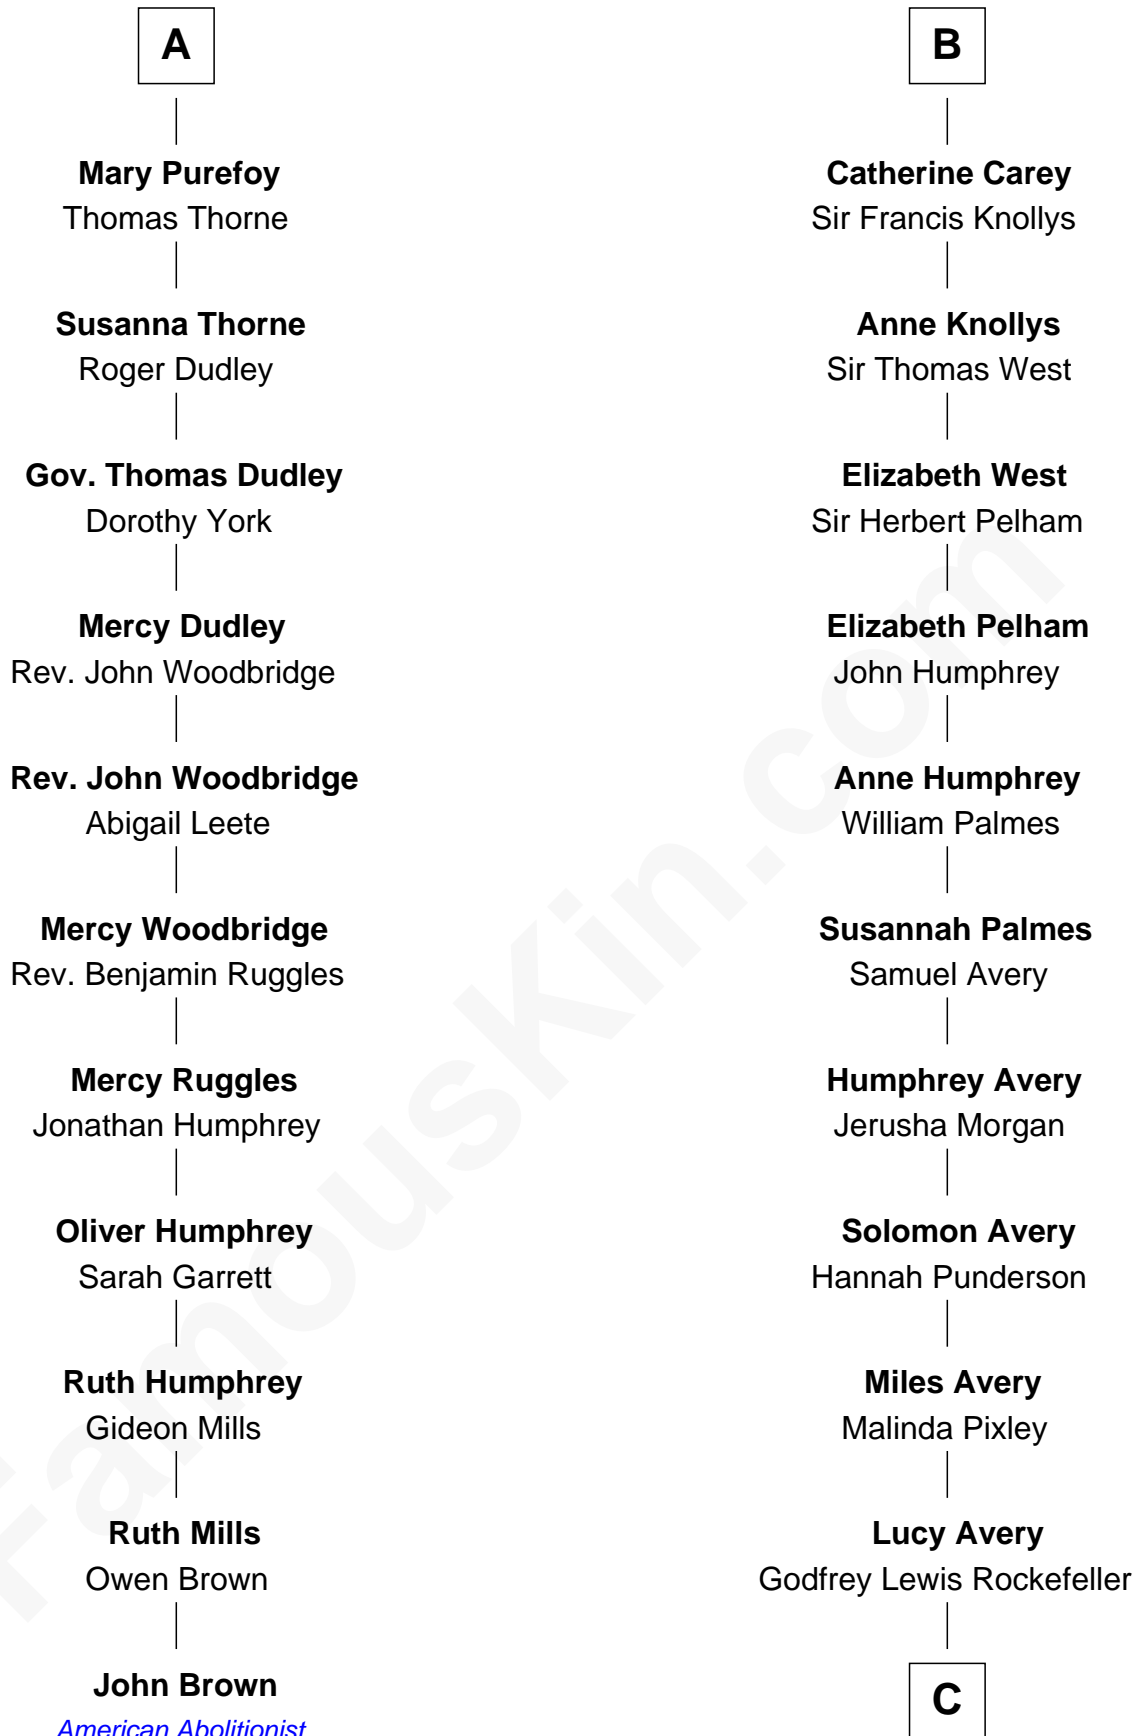 A
Mary Purefoy
Thomas Thorne
Susanna Thorne
Roger Dudley
Gov. Thomas Dudley
Dorothy York
Mercy Dudley
Rev. John Woodbridge
Rev. John Woodbridge
Abigail Leete
Mercy Woodbridge
Rev. Benjamin Ruggles
Mercy Ruggles
Jonathan Humphrey
Oliver Humphrey
Sarah Garrett
Ruth Humphrey
Gideon Mills
Ruth Mills
Owen Brown
John Brown
American Abolitionist
B
Catherine Carey
Sir Francis Knollys
Anne Knollys
Sir Thomas West
Elizabeth West
Sir Herbert Pelham
Elizabeth Pelham
John Humphrey
Anne Humphrey
William Palmes
Susannah Palmes
Samuel Avery
Humphrey Avery
Jerusha Morgan
Solomon Avery
Hannah Punderson
Miles Avery
Malinda Pixley
Lucy Avery
Godfrey Lewis Rockefeller
C
FamousKin.com